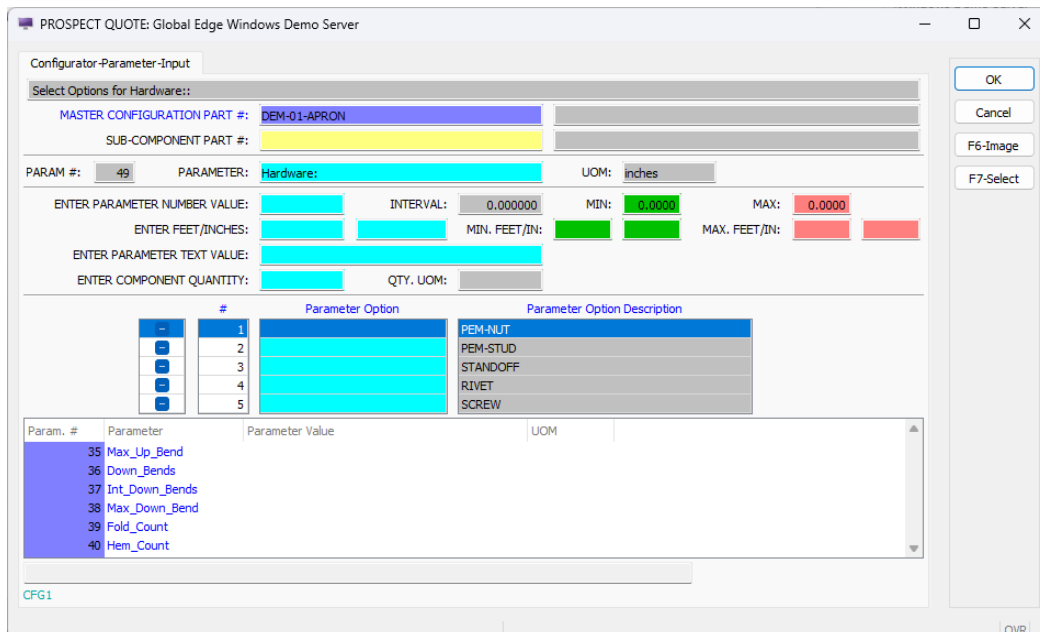 PROSPECT QUOTE: Global Edge Windows Demo Server
Configurator-Parameter-Input
Select Options for Hardware::
OK
MASTER CONFIGURATION PART #: DEM-01-APRON
Cancel
SUB-COMPONENT PART #:
F6-Image
PARAM #: 49 PARAMETER: Hardware: UOM: inches
F7-Select
ENTER PARAMETER NUMBER VALUE: INTERVAL: 0.000000 MIN: 0.0000 MAX: 0.0000
ENTER FEET/INCHES: MIN. FEET/IN: MAX. FEET/IN:
ENTER PARAMETER TEXT VALUE:
ENTER COMPONENT QUANTITY: QTY. UOM:
# Parameter Option Parameter Option Description
1 PEM-NUT
2 PEM-STUD
3 STANDOFF
4 RIVET
5 SCREW
Param. # Parameter Parameter Value UOM
35 Max_Up_Bend
36 Down_Bends
37 Int_Down_Bends
38 Max_Down_Bend
39 Fold_Count
40 Hem_Count
CFG1
OVR